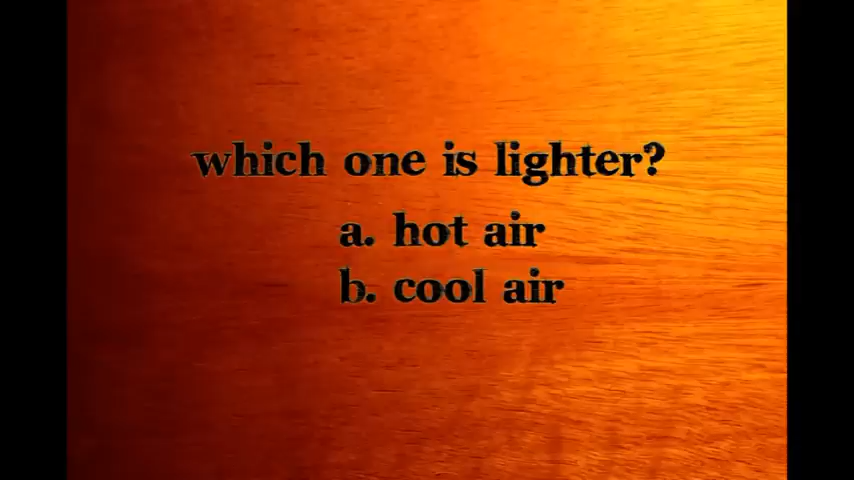 which one is lighter?
a. hot air
b. cool air